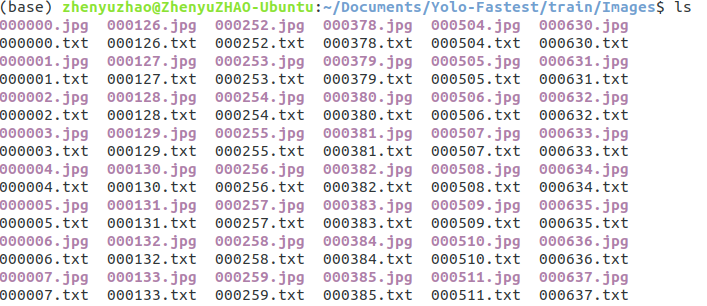 (base) zhenyuzhao@ZhenyuZHAO-Ubuntu:~/Documents/Yolo-Fastest/train/Images$ ls
000000.jpg 000126.jpg 000252.jpg 000378.jpg 000504.jpg 000630.jpg
000000.txt 000126.txt 000252.txt 000378.txt 000504.txt 000630.txt
000001.jpg 000127.jpg 000253.jpg 000379.jpg 000505.jpg 000631.jpg
000001.txt 000127.txt 000253.txt 000379.txt 000505.txt 000631.txt
000002.jpg 000128.jpg 000254.jpg 000380.jpg 000506.jpg 000632.jpg
000002.txt 000128.txt 000254.txt 000380.txt 000506.txt 000632.txt
000003.jpg 000129.jpg 000255.jpg 000381.jpg 000507.jpg 000633.jpg
000003.txt 000129.txt 000255.txt 000381.txt 000507.txt 000633.txt
000004.jpg 000130.jpg 000256.jpg 000382.jpg 000508.jpg 000634.jpg
000004.txt 000130.txt 000256.txt 000382.txt 000508.txt 000634.txt
000005.jpg 000131.jpg 000257.jpg 000383.jpg 000509.jpg 000635.jpg
000005.txt 000131.txt 000257.txt 000383.txt 000509.txt 000635.txt
000006.jpg 000132.jpg 000258.jpg 000384.jpg 000510.jpg 000636.jpg
000006.txt 000132.txt 000258.txt 000384.txt 000510.txt 000636.txt
000007.jpg 000133.jpg 000259.jpg 000385.jpg 000511.jpg 000637.jpg
000007.txt 000133.txt 000259.txt 000385.txt 000511.txt 000637.txt